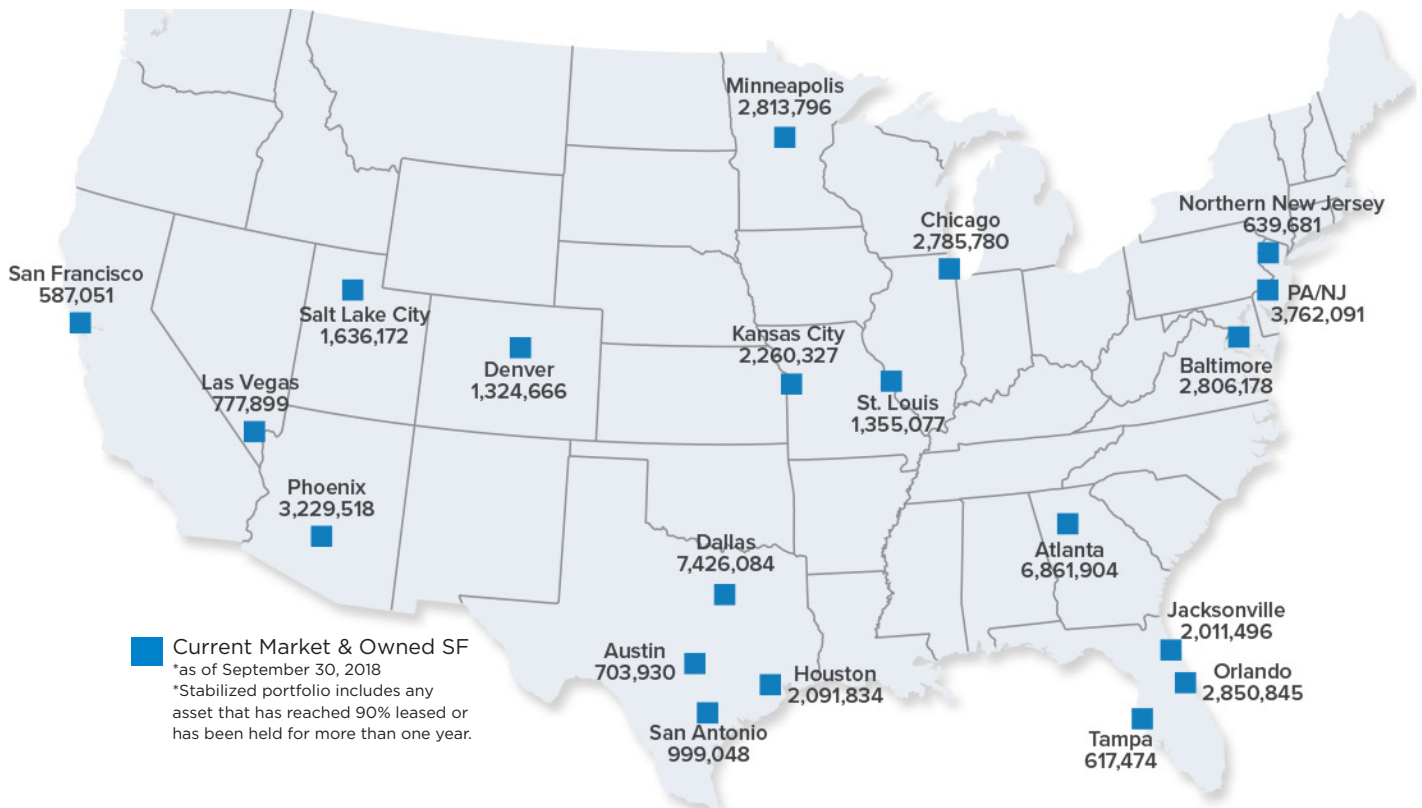 Minneapolis
2,813,796
Northern New Jersey
639,681
Chicago
2,785,780
San Francisco
587,051
PA/NJ
3,762,091
Salt Lake City
1,636,172
Kansas City
2,260,327
Baltimore
2,806,178
Denver
1,324,666
Las Vegas
777,899
St. Louis
1,355,077
Phoenix
3,229,518
Dallas
7,426,084
Atlanta
6,861,904
Jacksonville
2,011,496
Austin
703,930
Houston
2,091,834
Orlando
2,850,845
San Antonio
999,048
Tampa
617,474
Current Market & Owned SF
*as of September 30, 2018
*Stabilized portfolio includes any
asset that has reached 90% leased or
has been held for more than one year.